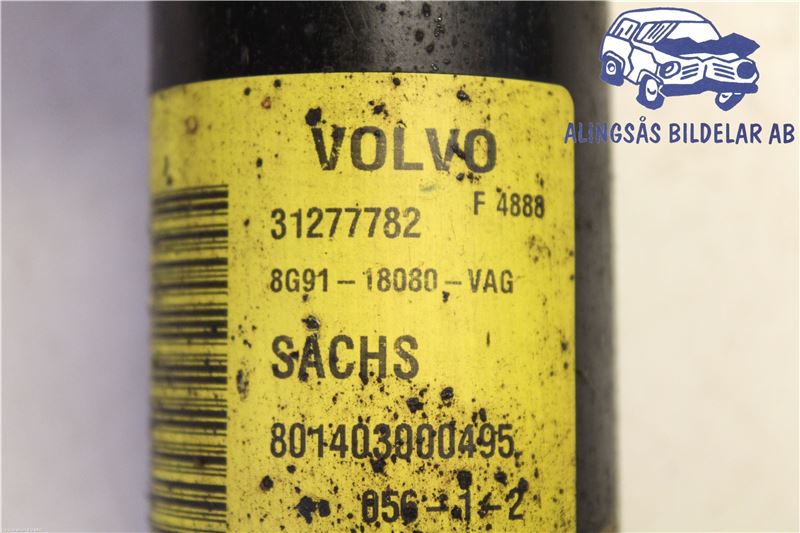 ALINGSÅS BILDELAR AB
VOLVO
F 4888
31277782
8G91-18080-VAG
SACHS
801403000495
056-1-2